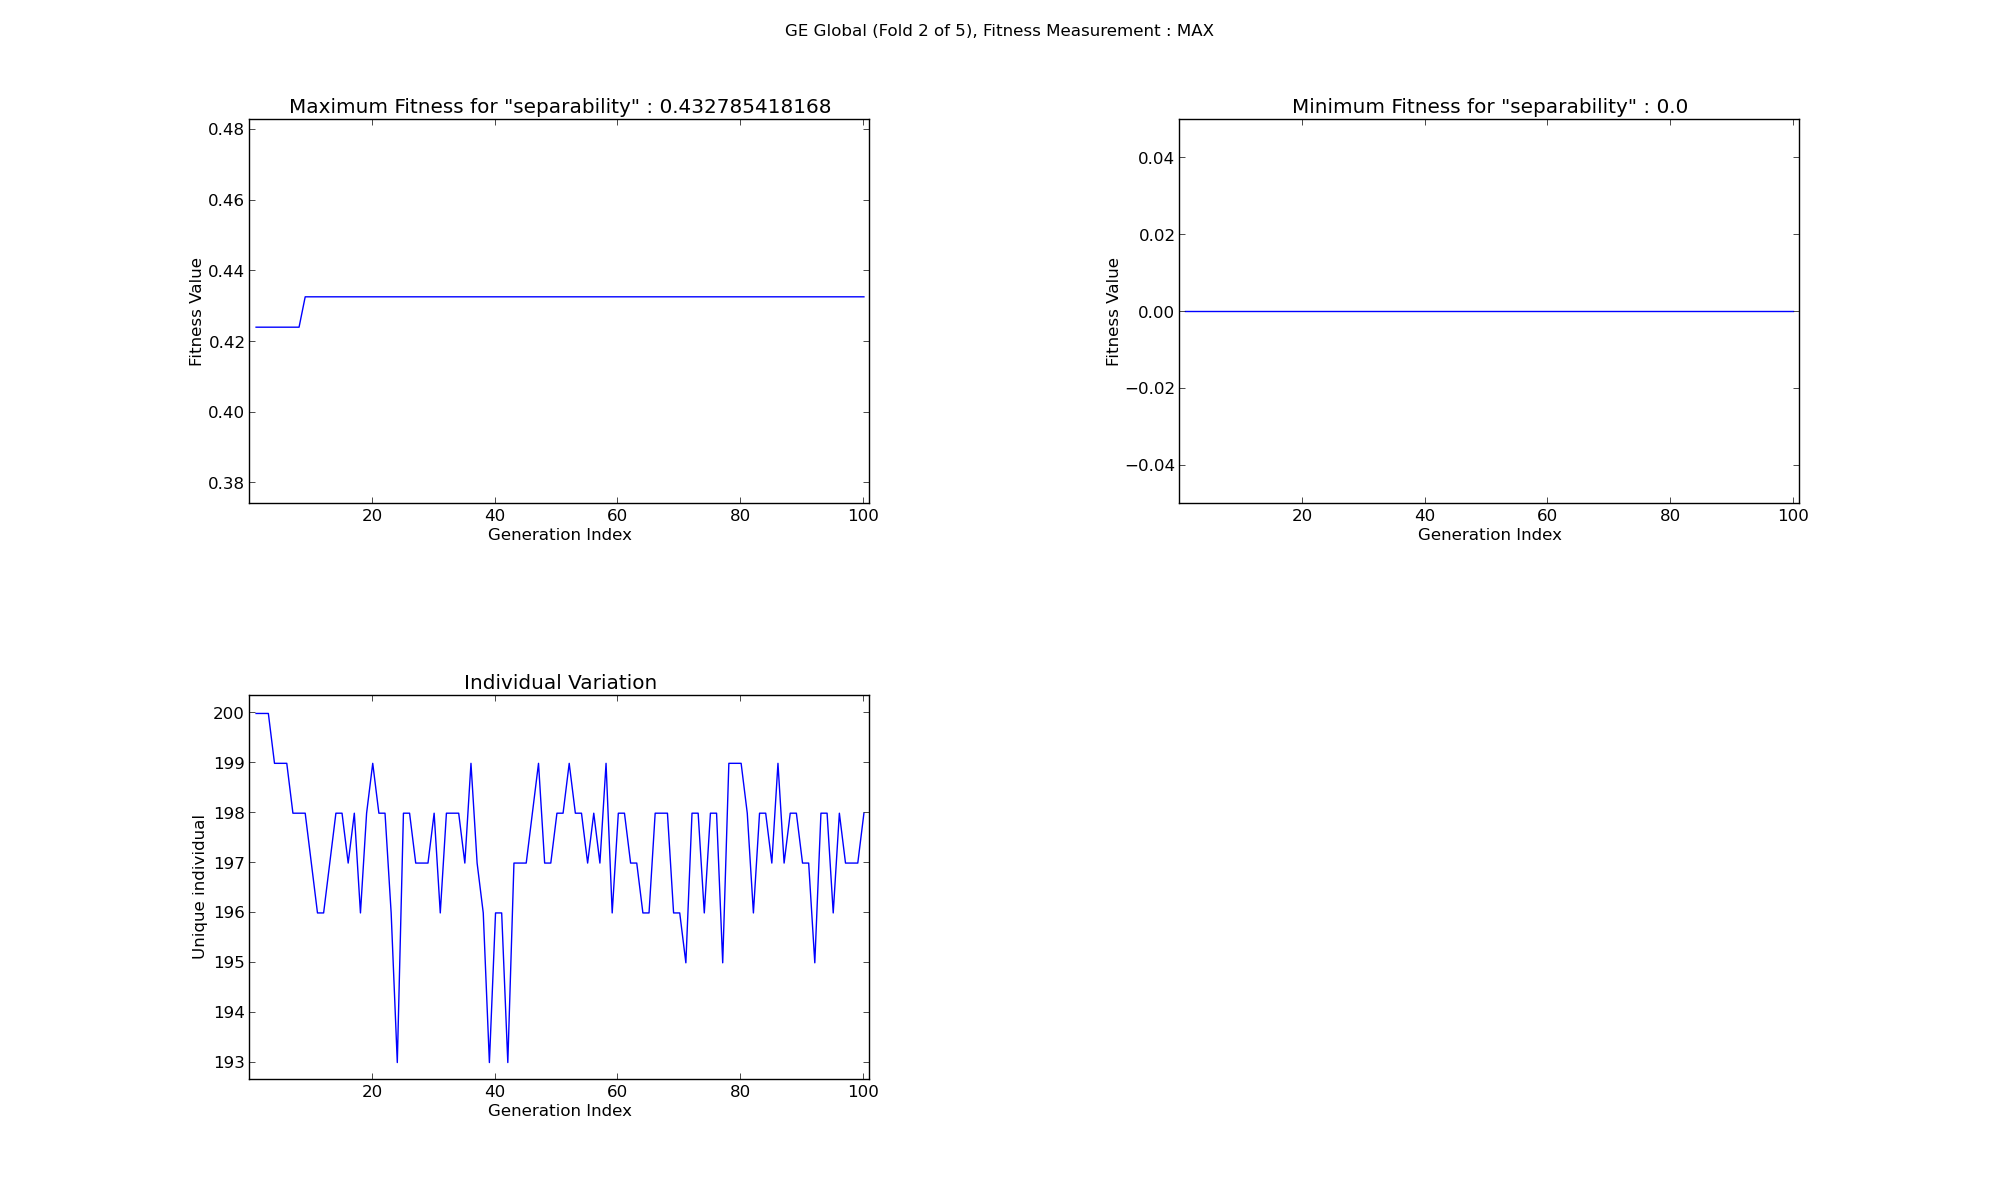 GE Global (Fold 2 of 5), Fitness Measurement : MAX
Maximum Fitness for "separability" : 0.432785418168
0.48
0.46
0.44
0.42
0.40
0.38
Fitness Value
20 40 60 80 100
Generation Index
Minimum Fitness for "separability" : 0.0
0.04
0.02
0.00
−0.02
−0.04
Fitness Value
20 40 60 80 100
Generation Index
Individual Variation
200
199
198
197
196
195
194
193
Unique individual
20 40 60 80 100
Generation Index